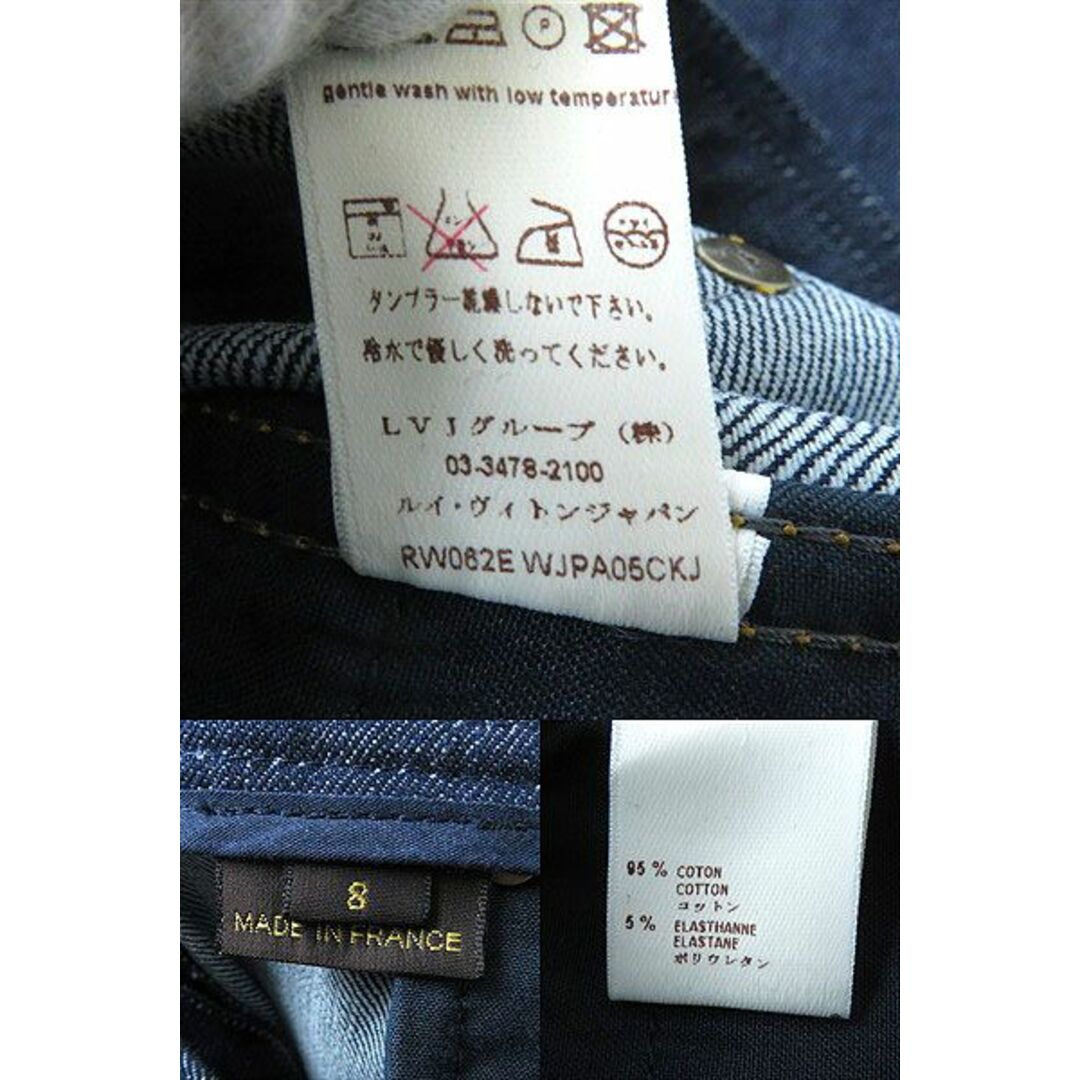 gentle wash with low temperature
タンブラー乾燥しないで下さい。
冷水で優しく洗ってください。
LVJグループ（株）
03-3478-2100
ルイ・ヴィトンジャパン
RW062E WJPA05CKJ
8
MADE IN FRANCE
95 % COTON
COTTON
コットン
5 % ELASTHANNE
ELASTANE
ポリウレタン